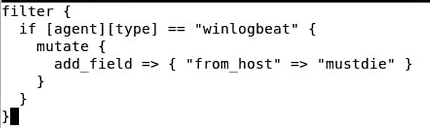 filter {
  if [agent][type] == "winlogbeat" {
    mutate {
      add_field => { "from_host" => "mustdie" }
    }
  }
}